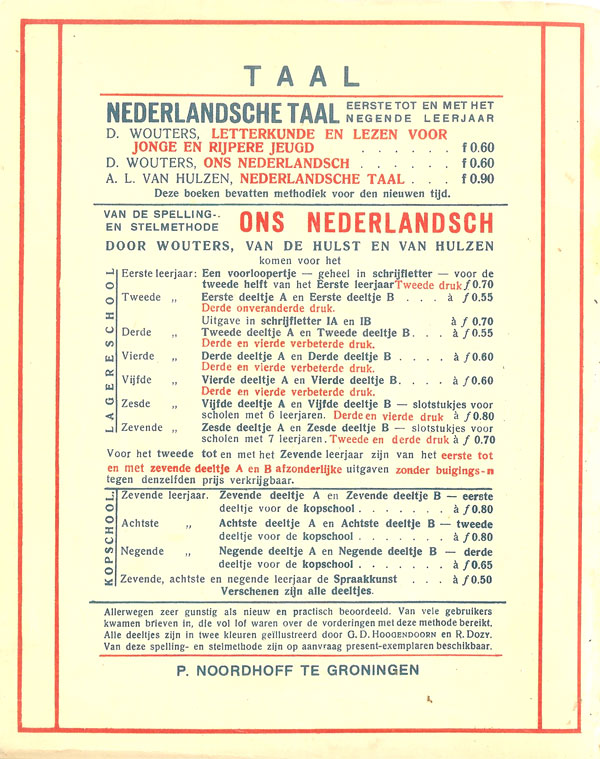 TAAL
NEDERLANDSCHE TAAL EERSTE TOT EN MET HET
NEGENDE LEERJAAR
D. WOUTERS, LETTERKUNDE EN LEZEN VOOR
JONGE EN RIJPERE JEUGD . . . . . . f 0.60
D. WOUTERS, ONS NEDERLANDSCH . . . . . . f 0.60
A. L. VAN HULZEN, NEDERLANDSCHE TAAL . . . f 0.90
Deze boeken bevatten methodiek voor den nieuwen tijd.
VAN DE SPELLING-
EN STELMETHODE ONS NEDERLANDSCH
DOOR WOUTERS, VAN DE HULST EN VAN HULZEN
komen voor het
LAGERE SCHOOL
Eerste leerjaar: Een voorloopertje — geheel in schrijfletter — voor de
tweede helft van het Eerste leerjaar Tweede druk f 0.70
Tweede „ Eerste deeltje A en Eerste deeltje B . . . à f 0.55
Derde onveranderde druk.
Uitgave in schrijfletter IA en IB à f 0.70
Derde „ Tweede deeltje A en Tweede deeltje B . . . à f 0.55
Derde en vierde verbeterde druk.
Vierde „ Derde deeltje A en Derde deeltje B . . . . à f 0.60
Derde en vierde verbeterde druk.
Vijfde „ Vierde deeltje A en Vierde deeltje B. . . . à f 0.60
Derde en vierde verbeterde druk.
Zesde „ Vijfde deeltje A en Vijfde deeltje B — slotstukjes voor
scholen met 6 leerjaren. Derde en vierde druk à f 0.80
Zevende „ Zesde deeltje A en Zesde deeltje B — slotstukjes voor
scholen met 7 leerjaren. Tweede en derde druk à f 0.70
Voor het tweede tot en met het Zevende leerjaar zijn van het eerste tot
en met zevende deeltje A en B afzonderlijke uitgaven zonder buigings-n
tegen denzelfden prijs verkrijgbaar.
KOPSCHOOL
Zevende leerjaar. Zevende deeltje A en Zevende deeltje B — eerste
deeltje voor de kopschool . . . . . . . à f 0.80
Achtste „ Achtste deeltje A en Achtste deeltje B — tweede
deeltje voor de kopschool . . . . . . . à f 0.80
Negende „ Negende deeltje A en Negende deeltje B — derde
deeltje voor de kopschool . . . . . . . à f 0.65
Zevende, achtste en negende leerjaar de Spraakkunst . . . à f 0.50
Verschenen zijn alle deeltjes.
Allerwegen zeer gunstig als nieuw en practisch beoordeeld. Van vele gebruikers
kwamen brieven in, die vol lof waren over de vorderingen met deze methode bereikt.
Alle deeltjes zijn in twee kleuren geïllustreerd door G. D. HOOGENDOORN en R. DOZY.
Van deze spelling- en stelmethode zijn op aanvraag present-exemplaren beschikbaar.
P. NOORDHOFF TE GRONINGEN